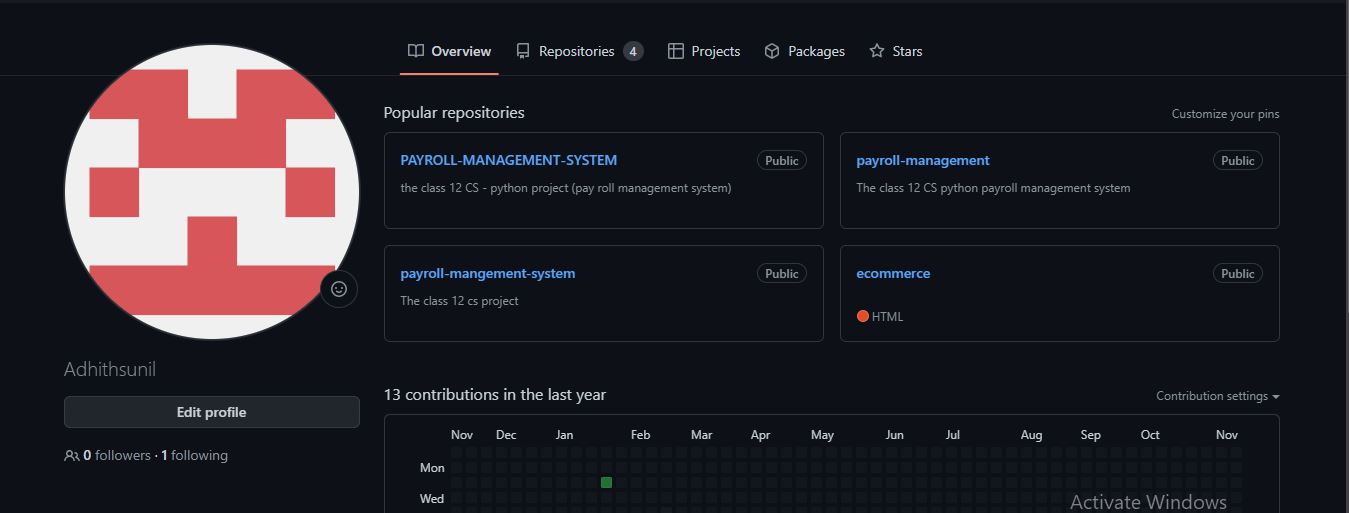 Overview Repositories 4 Projects Packages Stars
Popular repositories Customize your pins
PAYROLL-MANAGEMENT-SYSTEM Public
the class 12 CS - python project (pay roll management system)
payroll-management Public
The class 12 CS python payroll management system
payroll-mangement-system Public
The class 12 cs project
ecommerce Public
HTML
Adhithsunil
Edit profile
0 followers · 1 following
13 contributions in the last year Contribution settings
Nov Dec Jan Feb Mar Apr May Jun Jul Aug Sep Oct Nov
Mon
Wed
Activate Windows